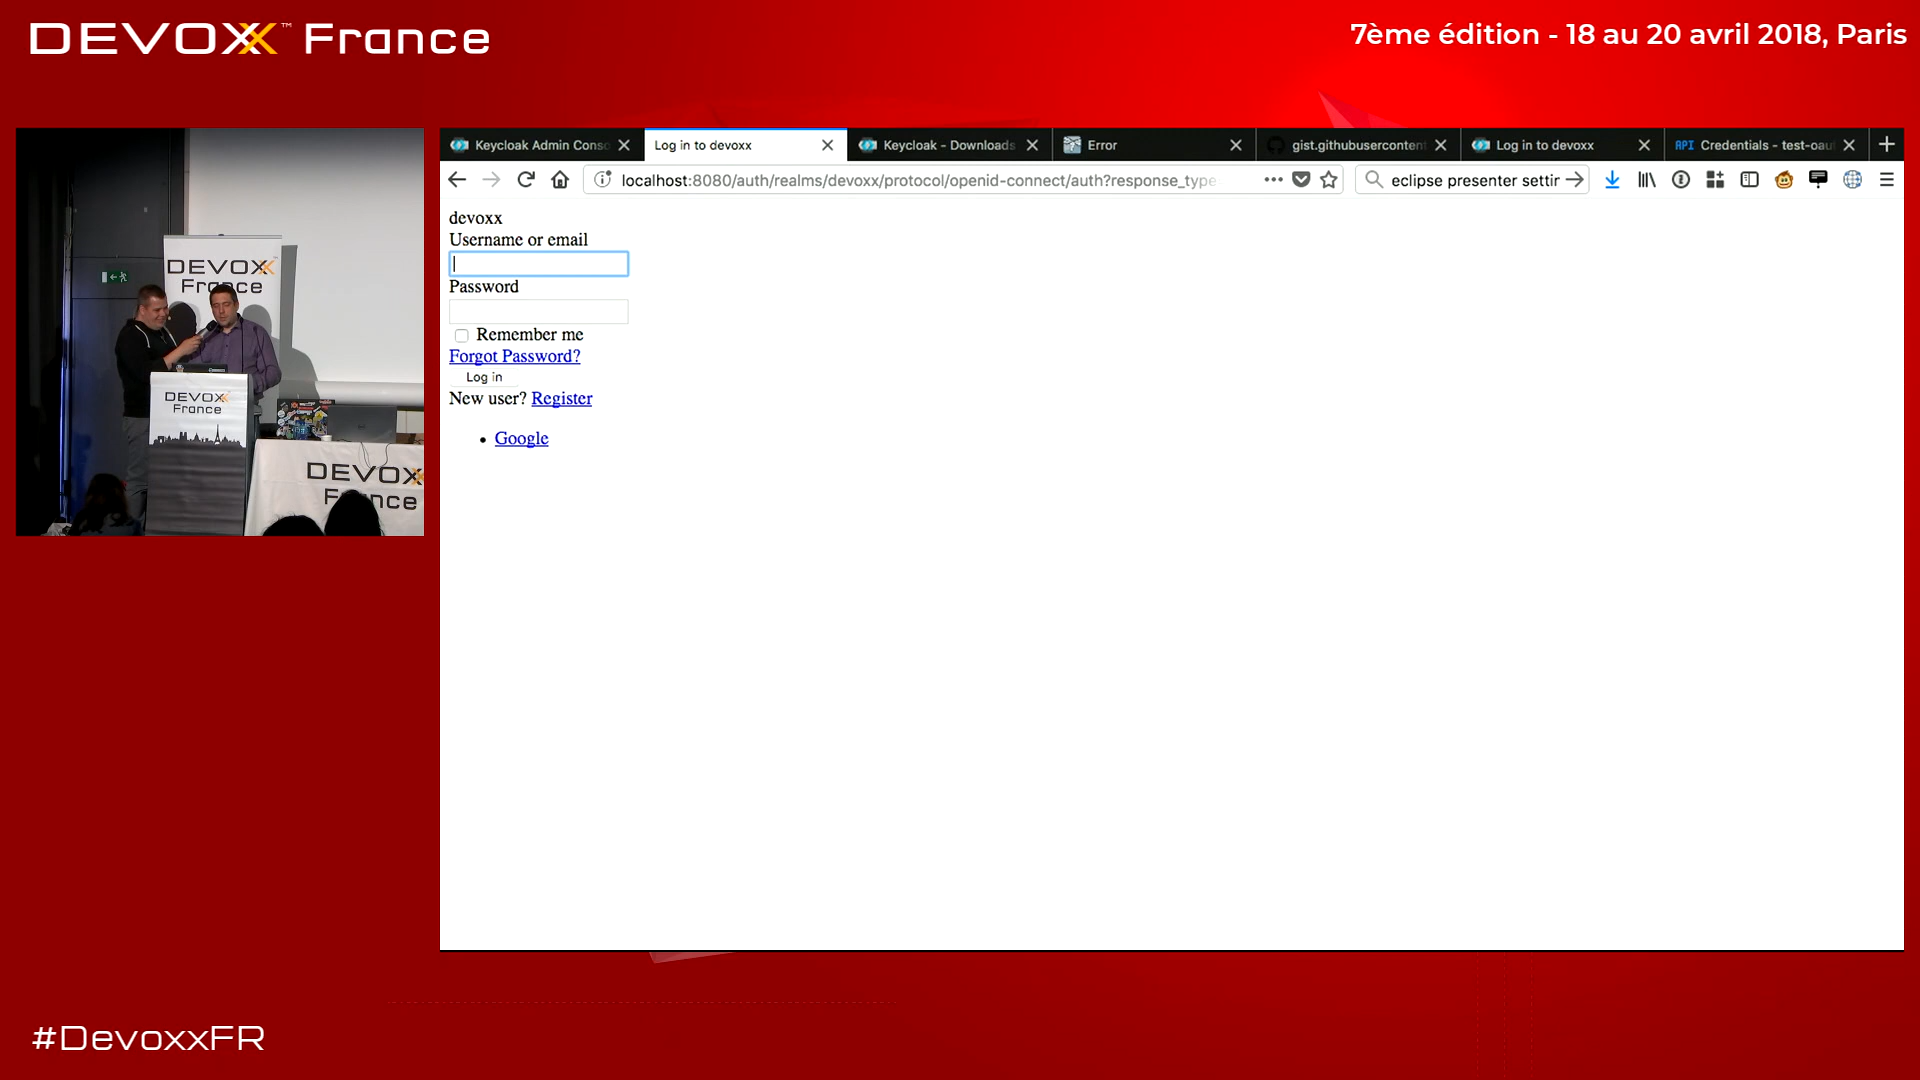 DEVOXX™ France
7ème édition - 18 au 20 avril 2018, Paris
Keycloak Admin Conso
Log in to devoxx
Keycloak - Downloads
Error
gist.githubusercontent
Log in to devoxx
API Credentials - test-oau
localhost:8080/auth/realms/devoxx/protocol/openid-connect/auth?response_type
eclipse presenter settir
devoxx
Username or email
Password
Remember me
Forgot Password?
Log in
New user? Register
Google
DEVOXX
France
DEVOXX
France
DEVOXX
France
#DevoxxFR